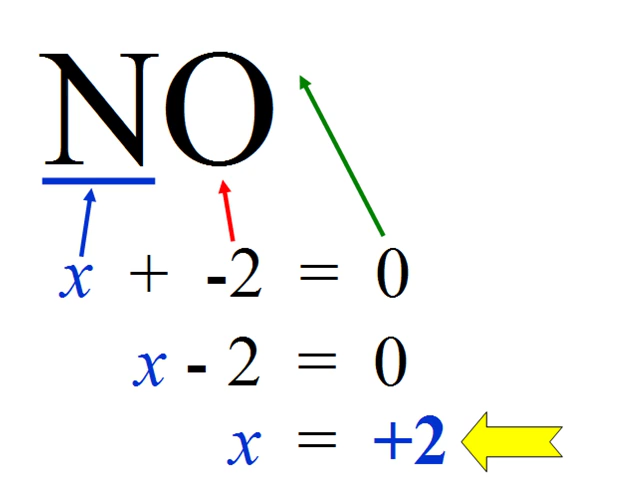 NO
x + -2 = 0
x - 2 = 0
x = +2